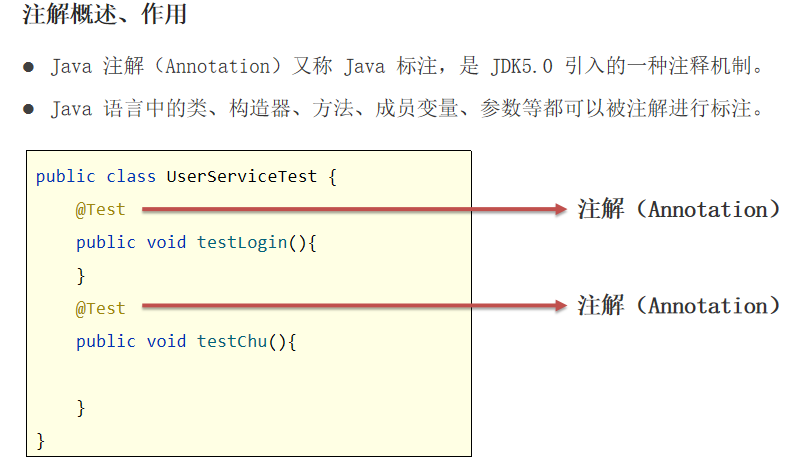 注解概述、作用
● Java 注解（Annotation）又称 Java 标注，是 JDK5.0 引入的一种注释机制。
● Java 语言中的类、构造器、方法、成员变量、参数等都可以被注解进行标注。
public class UserServiceTest {
@Test 注解（Annotation）
public void testLogin(){
}
@Test 注解（Annotation）
public void testChu(){
}
}